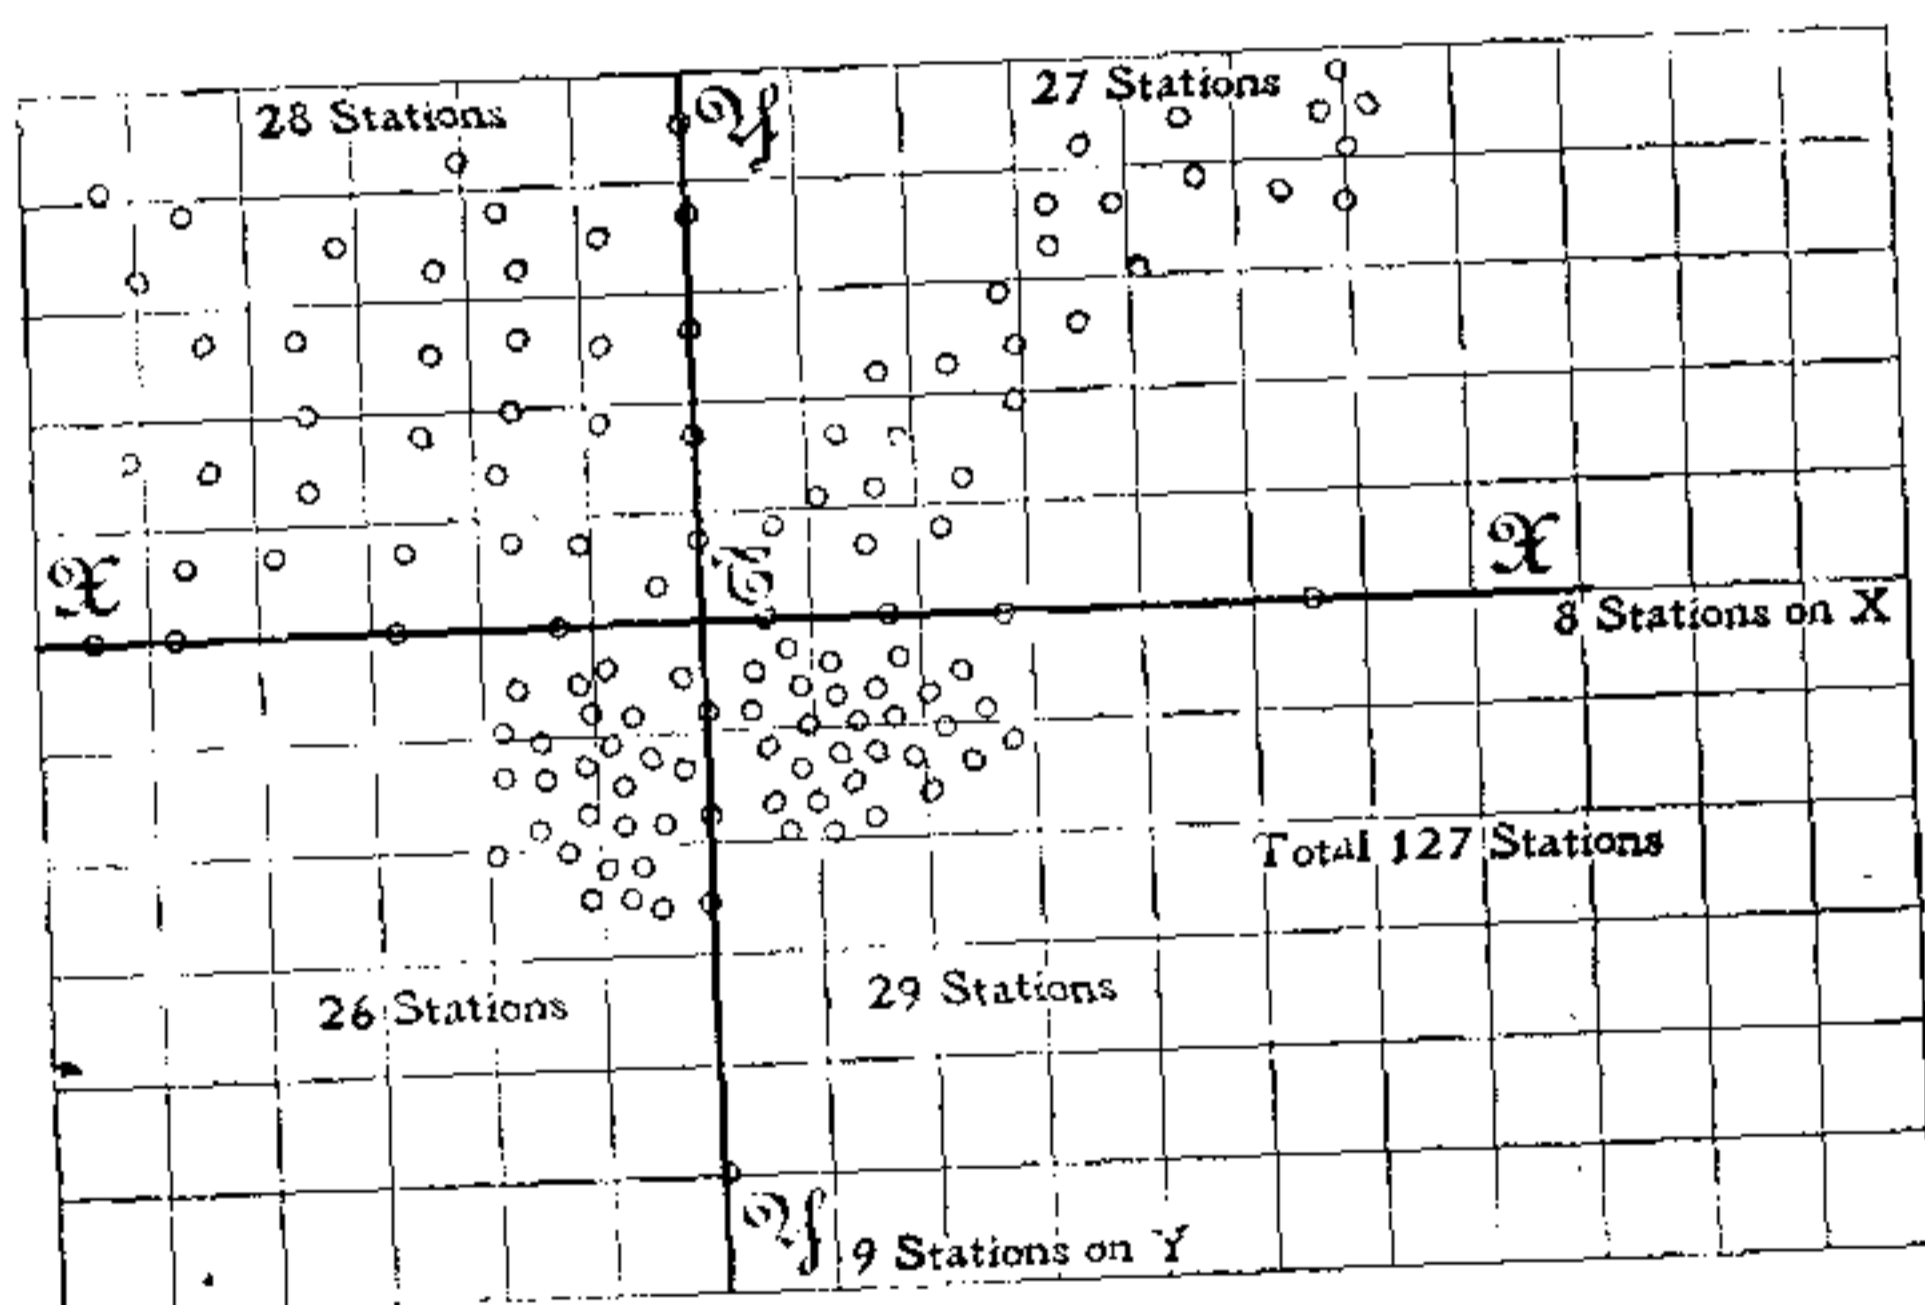 28 Stations
Y
27 Stations
X
X
8 Stations on X
Total 127 Stations
26 Stations
29 Stations
Y
9 Stations on Y